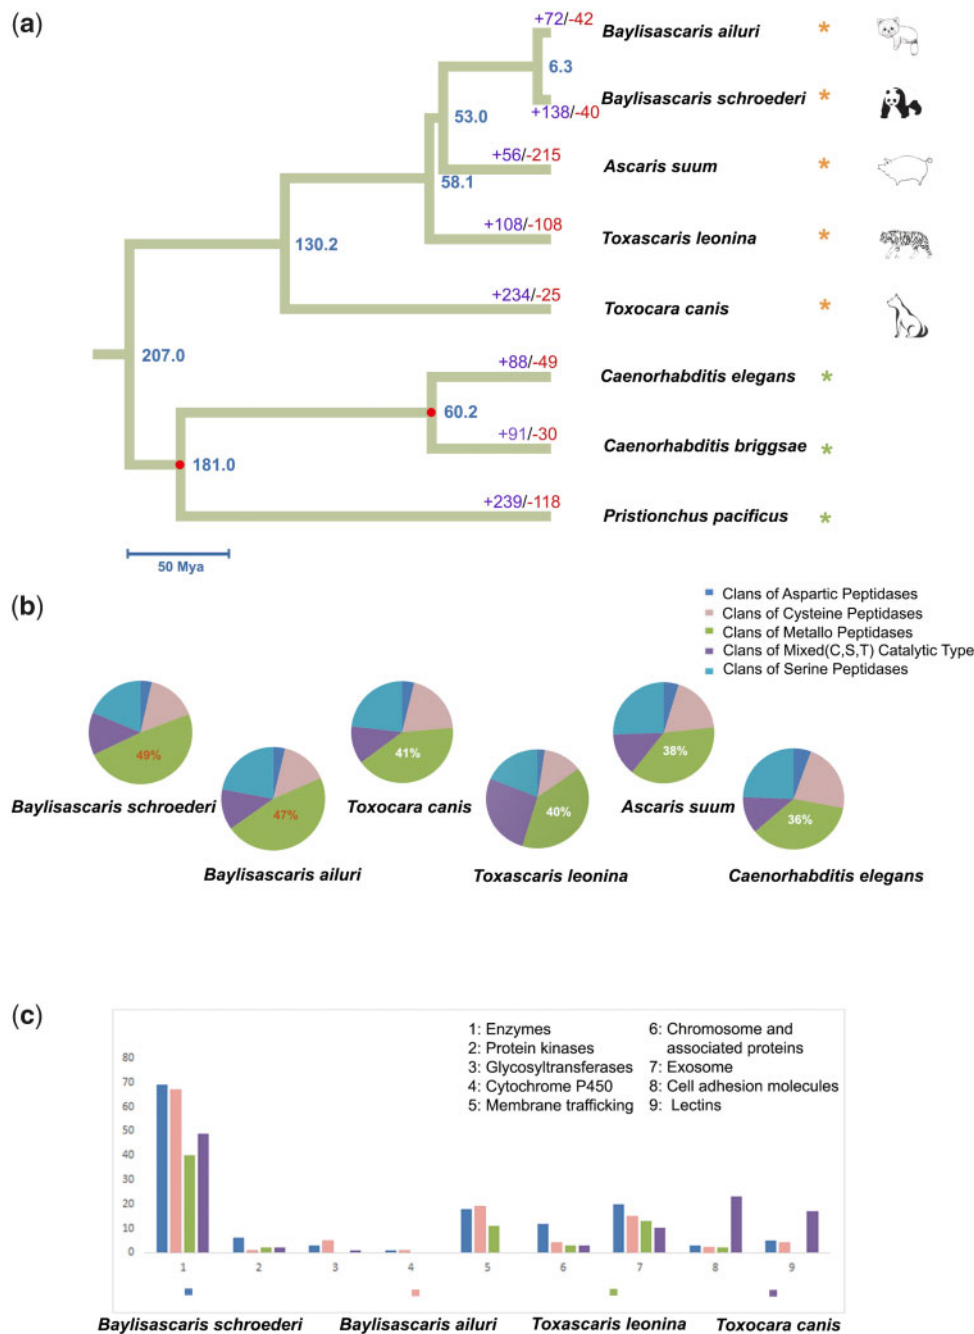 (a)
+72/-42
Baylisascaris ailuri *
6.3
Baylisascaris schroederi *
+138/-40
53.0
+56/-215
Ascaris suum *
58.1
+108/-108
Toxascaris leonina *
130.2
+234/-25
Toxocara canis *
207.0
+88/-49
Caenorhabditis elegans *
60.2
+91/-30
Caenorhabditis briggsae *
181.0
+239/-118
Pristionchus pacificus *
50 Mya
(b)
Clans of Aspartic Peptidases
Clans of Cysteine Peptidases
Clans of Metallo Peptidases
Clans of Mixed(C,S,T) Catalytic Type
Clans of Serine Peptidases
49%
Baylisascaris schroederi
47%
Baylisascaris ailuri
41%
Toxocara canis
40%
Toxascaris leonina
38%
Ascaris suum
36%
Caenorhabditis elegans
(c)
1: Enzymes
2: Protein kinases
3: Glycosyltransferases
4: Cytochrome P450
5: Membrane trafficking
6: Chromosome and
associated proteins
7: Exosome
8: Cell adhesion molecules
9: Lectins
80
70
60
50
40
30
20
10
0
1 2 3 4 5 6 7 8 9
Baylisascaris schroederi Baylisascaris ailuri Toxascaris leonina Toxocara canis